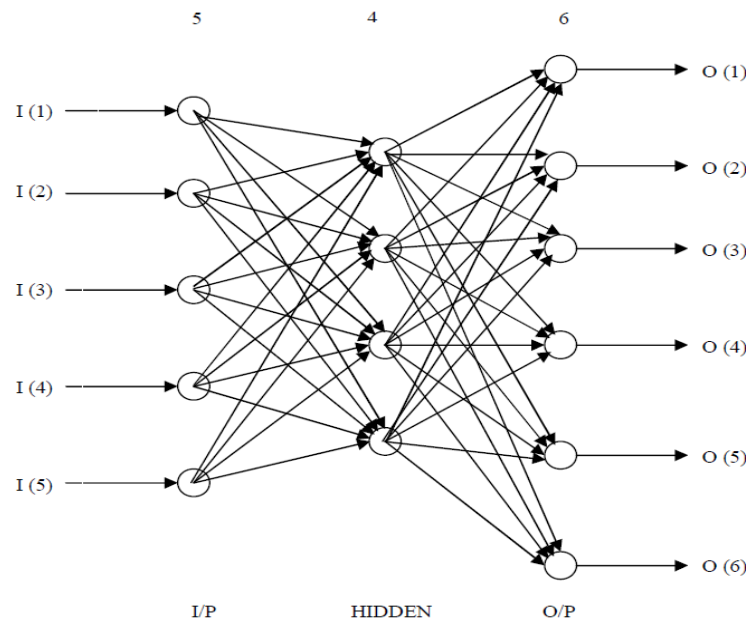 5 4 6
I (1)
I (2)
I (3)
I (4)
I (5)
O (1)
O (2)
O (3)
O (4)
O (5)
O (6)
I/P HIDDEN O/P